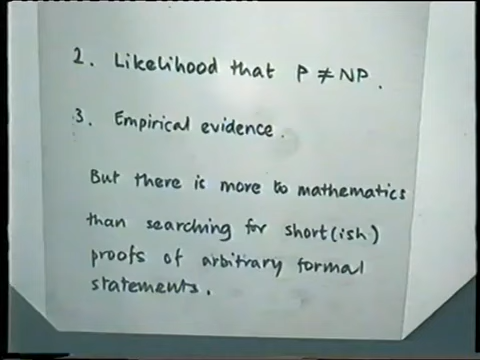 2. Likelihood that P ≠ NP.
3. Empirical evidence.
But there is more to mathematics
than searching for short(ish)
proofs of arbitrary formal
statements.